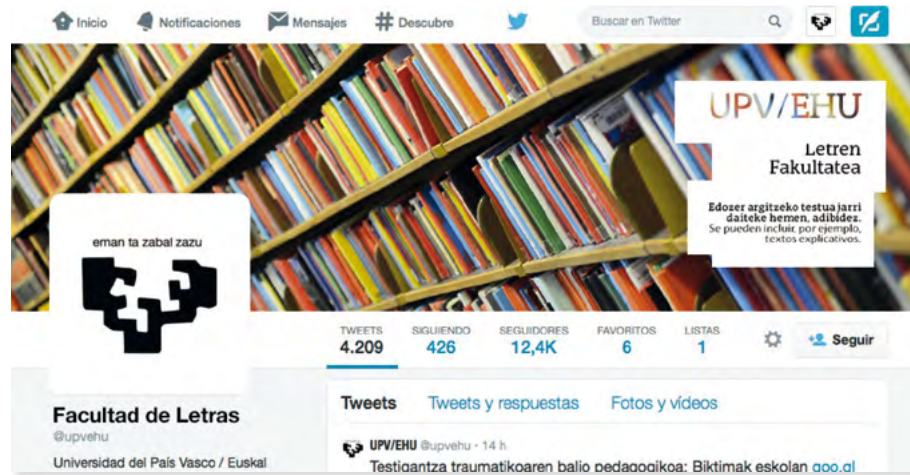 Inicio Notificaciones Mensajes Descubre Buscar en Twitter
UPV/EHU
Letren
Fakultatea
Edozer argitzeko testua jarri
daiteke hemen, adibidez.
Se pueden incluir, por ejemplo,
textos explicativos.
eman ta zabal zazu
TWEETS SIGUIENDO SEGUIDORES FAVORITOS LISTAS
4.209 426 12,4K 6 1 Seguir
Facultad de Letras
@upvehu
Universidad del País Vasco / Euskal
Tweets Tweets y respuestas Fotos y vídeos
UPV/EHU @upvehu · 14 h
Testigantza traumatikoaren balio pedagogikoa: Biktimak eskolan goo.gl